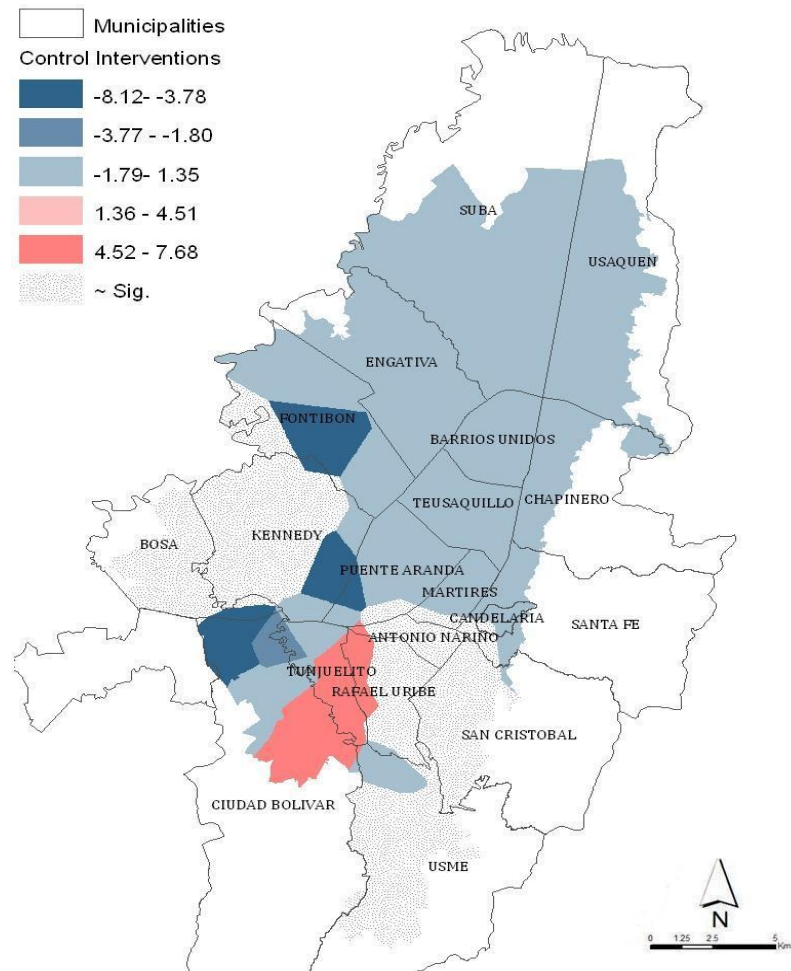 Municipalities
Control Interventions
-8.12- -3.78
-3.77 - -1.80
-1.79- 1.35
1.36 - 4.51
4.52 - 7.68
~ Sig.
SUBA
USAQUEN
ENGATIVA
FONTIBON
BARRIOS UNIDOS
TEUSAQUILLO
CHAPINERO
KENNEDY
BOSA
PUENTE ARANDA
MARTIRES
CANDELARIA
SANTA FE
ANTONIO NARIÑO
TUNJUELITO
RAFAEL URIBE
SAN CRISTOBAL
CIUDAD BOLIVAR
USME
N
0 1.25 2.5 5
Km